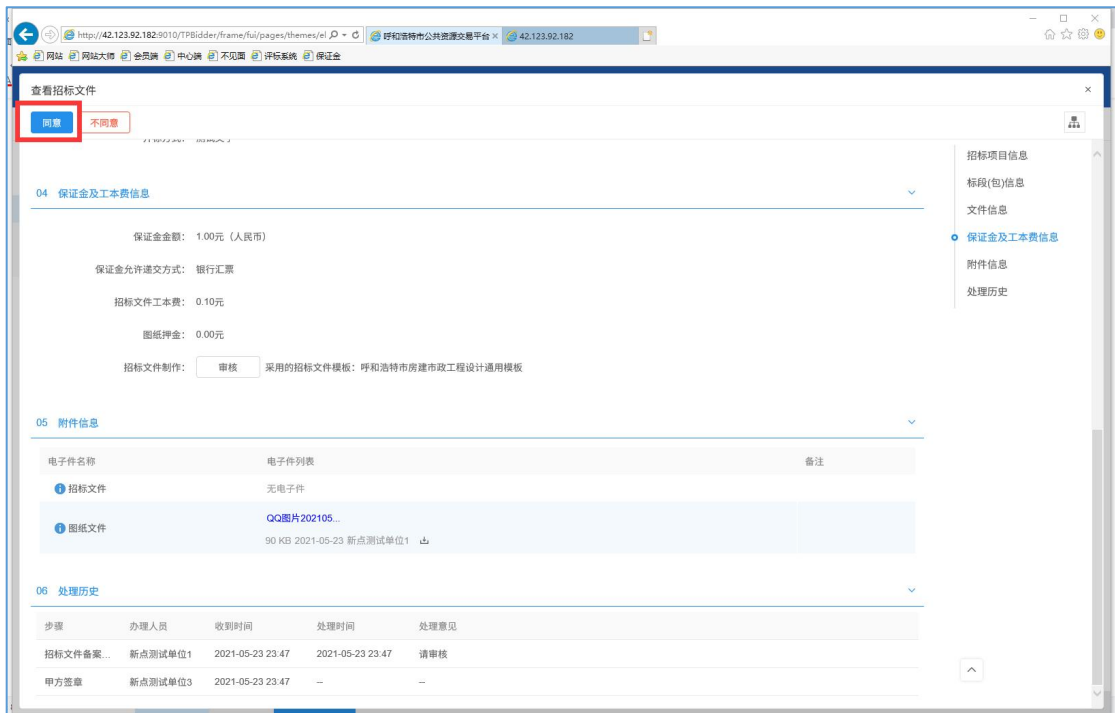 http://42.123.92.182:9010/TPBidder/frame/fui/pages/themes/el
呼和浩特市公共资源交易平台 ×
42.123.92.182
网站 网站大师 会员端 中心端 不见面 评标系统 保证金
查看招标文件
同意 不同意
招标项目信息
标段(包)信息
文件信息
保证金及工本费信息
附件信息
处理历史
04 保证金及工本费信息
保证金金额： 1.00元（人民币）
保证金允许递交方式： 银行汇票
招标文件工本费： 0.10元
图纸押金： 0.00元
招标文件制作： 审核 采用的招标文件模板：呼和浩特市房建市政工程设计通用模板
05 附件信息
电子件名称 电子件列表 备注
招标文件 无电子件
图纸文件 QQ图片202105...
90 KB 2021-05-23 新点测试单位1
06 处理历史
步骤 办理人员 收到时间 处理时间 处理意见
招标文件备案... 新点测试单位1 2021-05-23 23:47 2021-05-23 23:47 请审核
甲方签章 新点测试单位3 2021-05-23 23:47 -- --